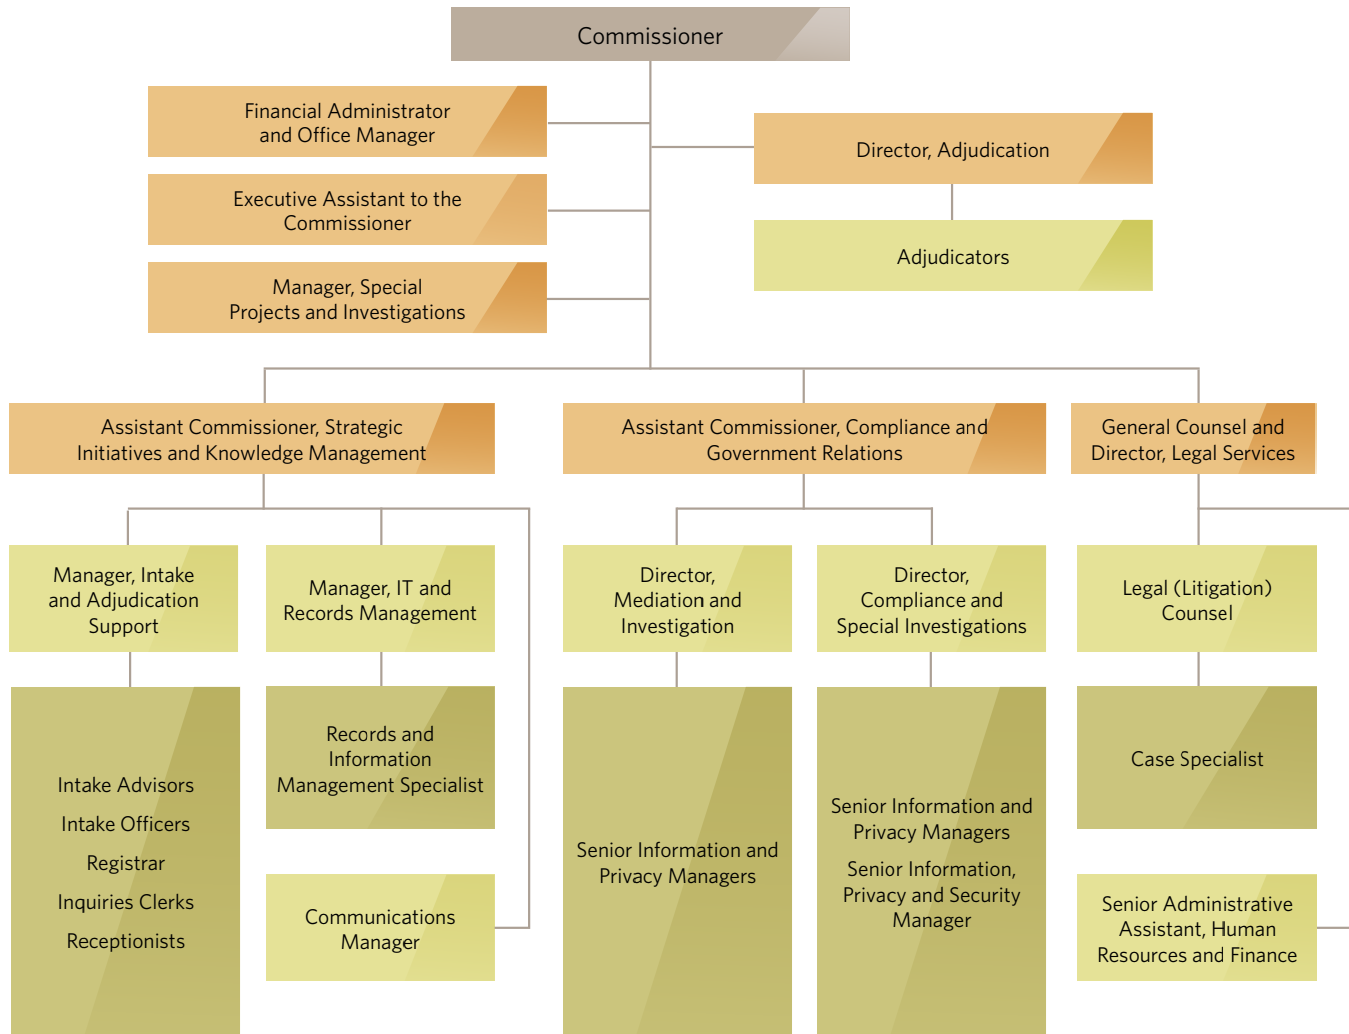 Commissioner
Financial Administrator
and Office Manager
Director, Adjudication
Executive Assistant to the
Commissioner
Adjudicators
Manager, Special
Projects and Investigations
Assistant Commissioner, Strategic
Initiatives and Knowledge Management
Assistant Commissioner, Compliance and
Government Relations
General Counsel and
Director, Legal Services
Manager, Intake
and Adjudication
Support
Manager, IT and
Records Management
Director,
Mediation and
Investigation
Director,
Compliance and
Special Investigations
Legal (Litigation)
Counsel
Intake Advisors
Intake Officers
Registrar
Inquiries Clerks
Receptionists
Records and
Information
Management Specialist
Communications
Manager
Senior Information and
Privacy Managers
Senior Information and
Privacy Managers
Senior Information,
Privacy and Security
Manager
Case Specialist
Senior Administrative
Assistant, Human
Resources and Finance